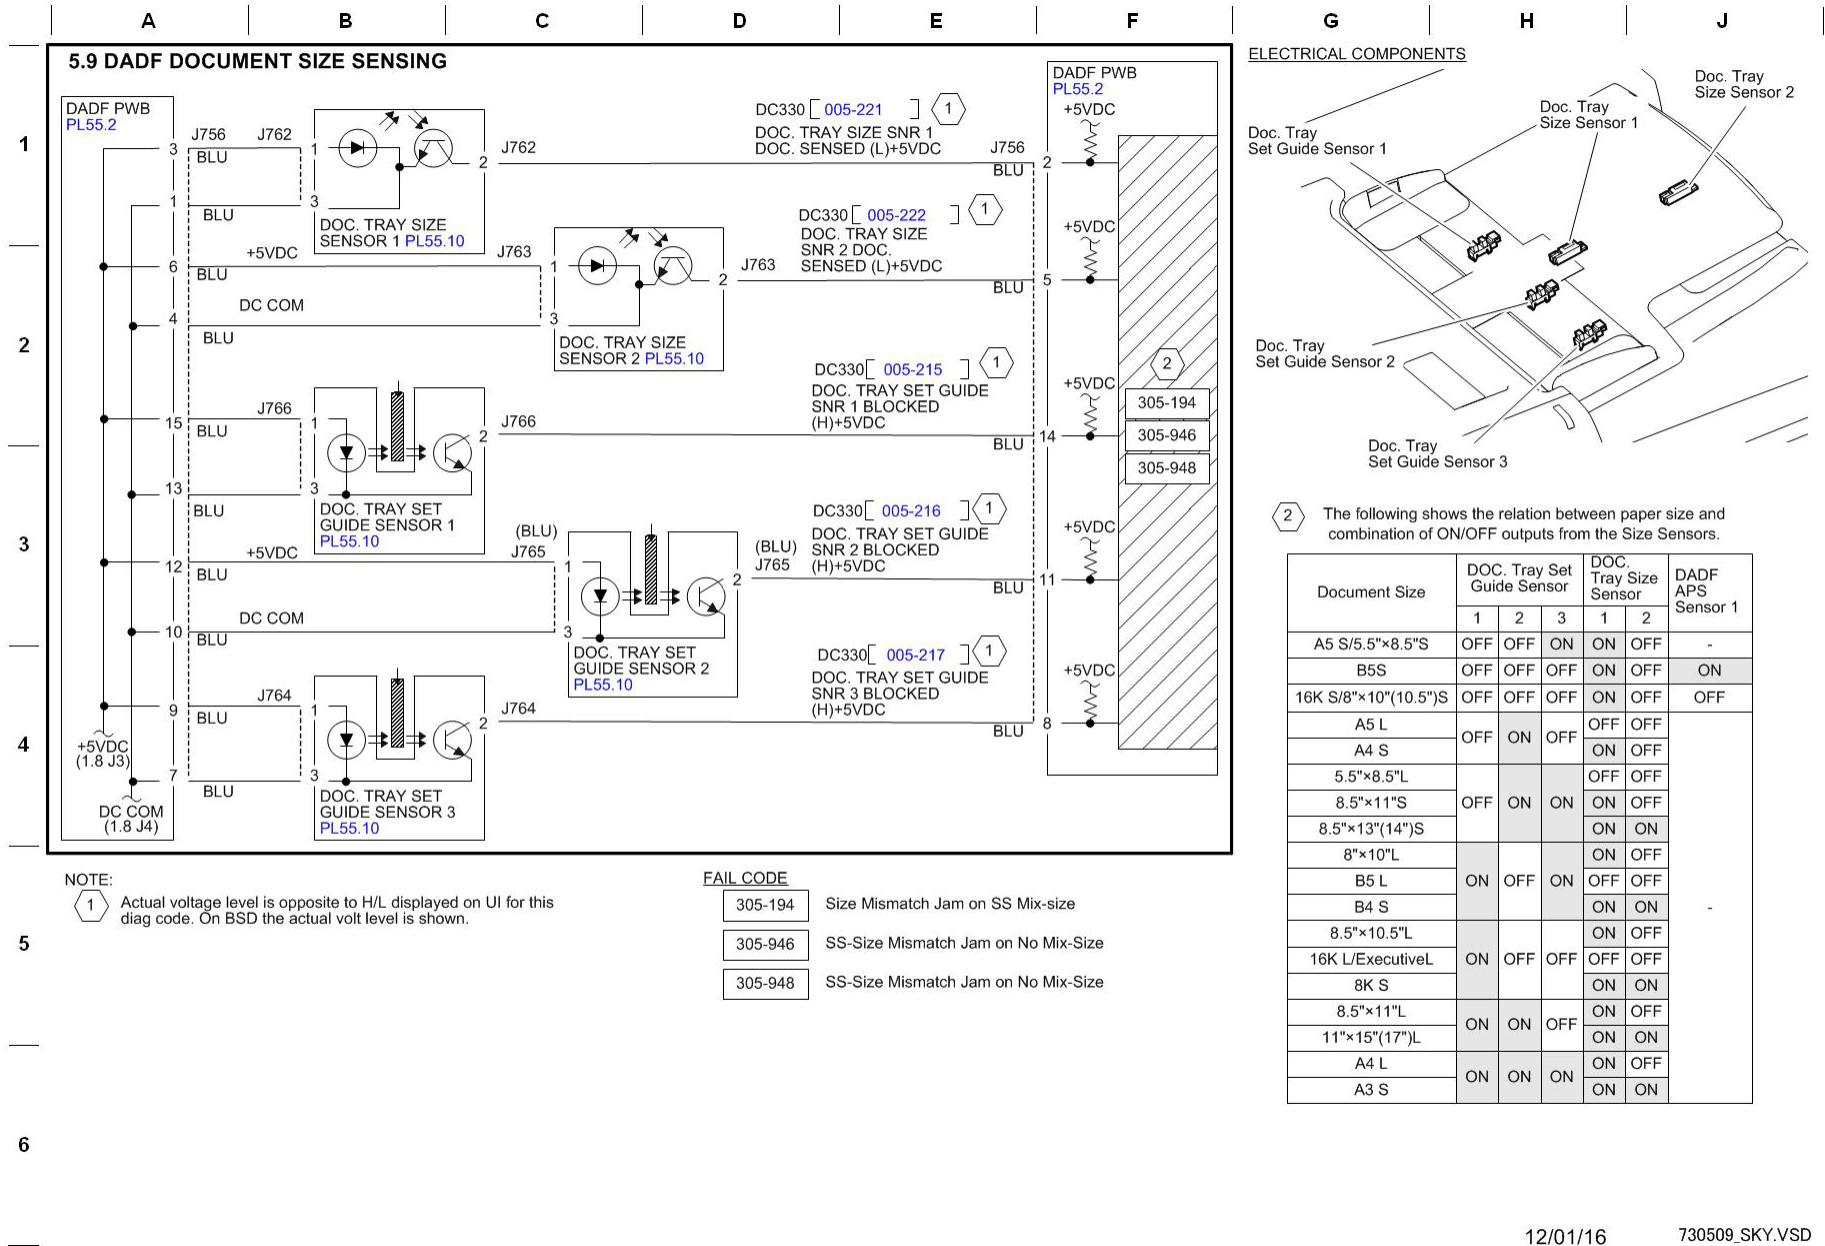 A B C D E F G H J
1
2
3
4
5
6
5.9 DADF DOCUMENT SIZE SENSING
DADF PWB
PL55.2
3
J756
BLU
J762
1
2
J762
1
BLU
3
DOC. TRAY SIZE
SENSOR 1 PL55.10
DC330 [ 005-221 ] 1
DOC. TRAY SIZE SNR 1
DOC. SENSED (L)+5VDC
J756
2
BLU
DADF PWB
PL55.2
+5VDC
6
BLU
+5VDC
J763
1
2
J763
DC COM
4
BLU
3
DOC. TRAY SIZE
SENSOR 2 PL55.10
DC330 [ 005-222 ] 1
DOC. TRAY SIZE
SNR 2 DOC.
SENSED (L)+5VDC
5
BLU
+5VDC
15
BLU
J766
1
2
J766
13
BLU
3
DOC. TRAY SET
GUIDE SENSOR 1
PL55.10
DC330 [ 005-215 ] 1
DOC. TRAY SET GUIDE
SNR 1 BLOCKED
(H)+5VDC
14
BLU
+5VDC
2
305-194
305-946
305-948
12
BLU
+5VDC
(BLU)
J765
1
2
(BLU)
J765
DC COM
10
BLU
3
DOC. TRAY SET
GUIDE SENSOR 2
PL55.10
DC330 [ 005-216 ] 1
DOC. TRAY SET GUIDE
SNR 2 BLOCKED
(H)+5VDC
11
BLU
+5VDC
9
BLU
J764
1
2
J764
+5VDC
(1.8 J3)
7
BLU
3
DC COM
(1.8 J4)
DOC. TRAY SET
GUIDE SENSOR 3
PL55.10
DC330 [ 005-217 ] 1
DOC. TRAY SET GUIDE
SNR 3 BLOCKED
(H)+5VDC
8
BLU
+5VDC
NOTE:
1 Actual voltage level is opposite to H/L displayed on UI for this
diag code. On BSD the actual volt level is shown.
FAIL CODE
305-194 Size Mismatch Jam on SS Mix-size
305-946 SS-Size Mismatch Jam on No Mix-Size
305-948 SS-Size Mismatch Jam on No Mix-Size
ELECTRICAL COMPONENTS
Doc. Tray
Size Sensor 2
Doc. Tray
Size Sensor 1
Doc. Tray
Set Guide Sensor 1
Doc. Tray
Set Guide Sensor 2
Doc. Tray
Set Guide Sensor 3
2 The following shows the relation between paper size and
combination of ON/OFF outputs from the Size Sensors.
Document Size
DOC. Tray Set
Guide Sensor
DOC.
Tray Size
Sensor
DADF
APS
Sensor 1
1 2 3 1 2
A5 S/5.5"×8.5"S OFF OFF ON ON OFF -
B5S OFF OFF OFF ON OFF ON
16K S/8"×10"(10.5")S OFF OFF OFF ON OFF OFF
A5 L OFF OFF
OFF ON OFF
A4 S ON OFF
5.5"×8.5"L OFF OFF
8.5"×11"S OFF ON ON ON OFF
8.5"×13"(14")S ON ON
8"×10"L ON OFF
B5 L ON OFF ON OFF OFF
B4 S ON ON -
8.5"×10.5"L ON OFF
16K L/ExecutiveL ON OFF OFF OFF OFF
8K S ON ON
8.5"×11"L ON OFF
ON ON OFF
11"×15"(17")L ON ON
A4 L ON OFF
ON ON ON
A3 S ON ON
12/01/16 730509_SKY.VSD